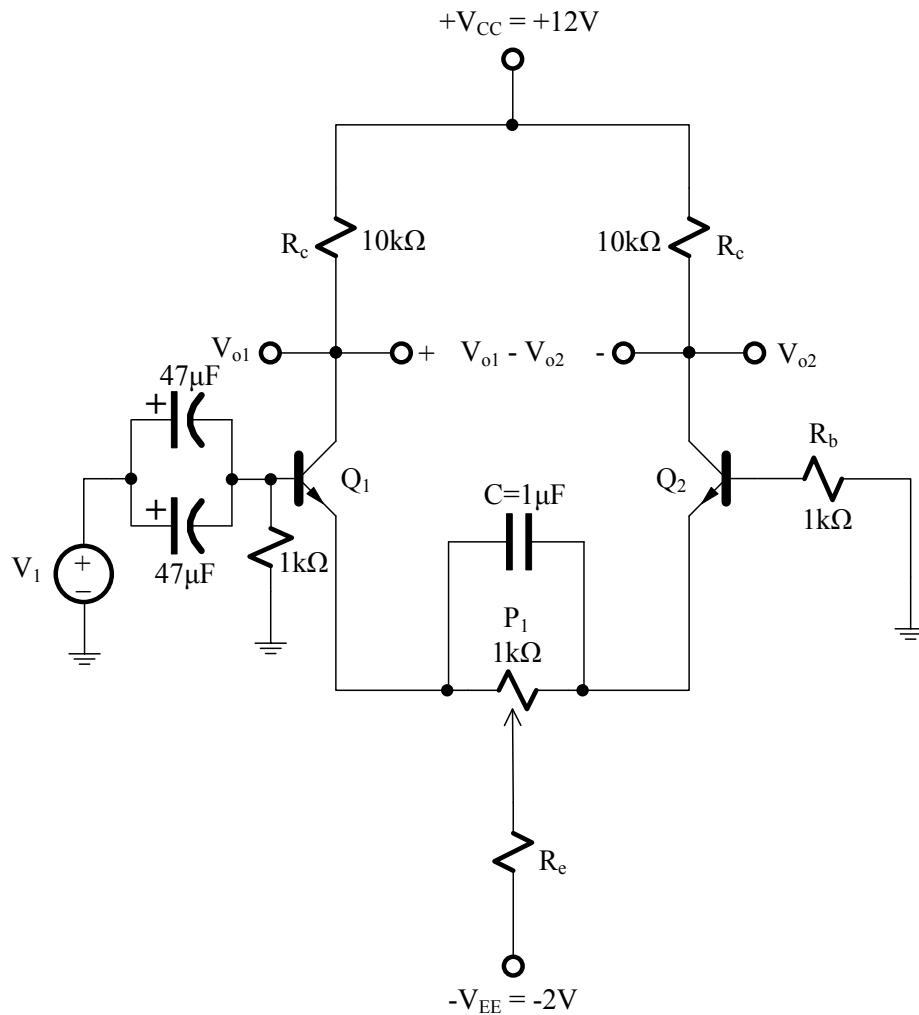 +V_CC = +12V
R_c
10kΩ
10kΩ
R_c
V_o1
+
V_o1 - V_o2
-
V_o2
47μF
+
Q_1
Q_2
R_b
C=1μF
+
1kΩ
1kΩ
V_1
+
−
47μF
P_1
1kΩ
R_e
-V_EE = -2V